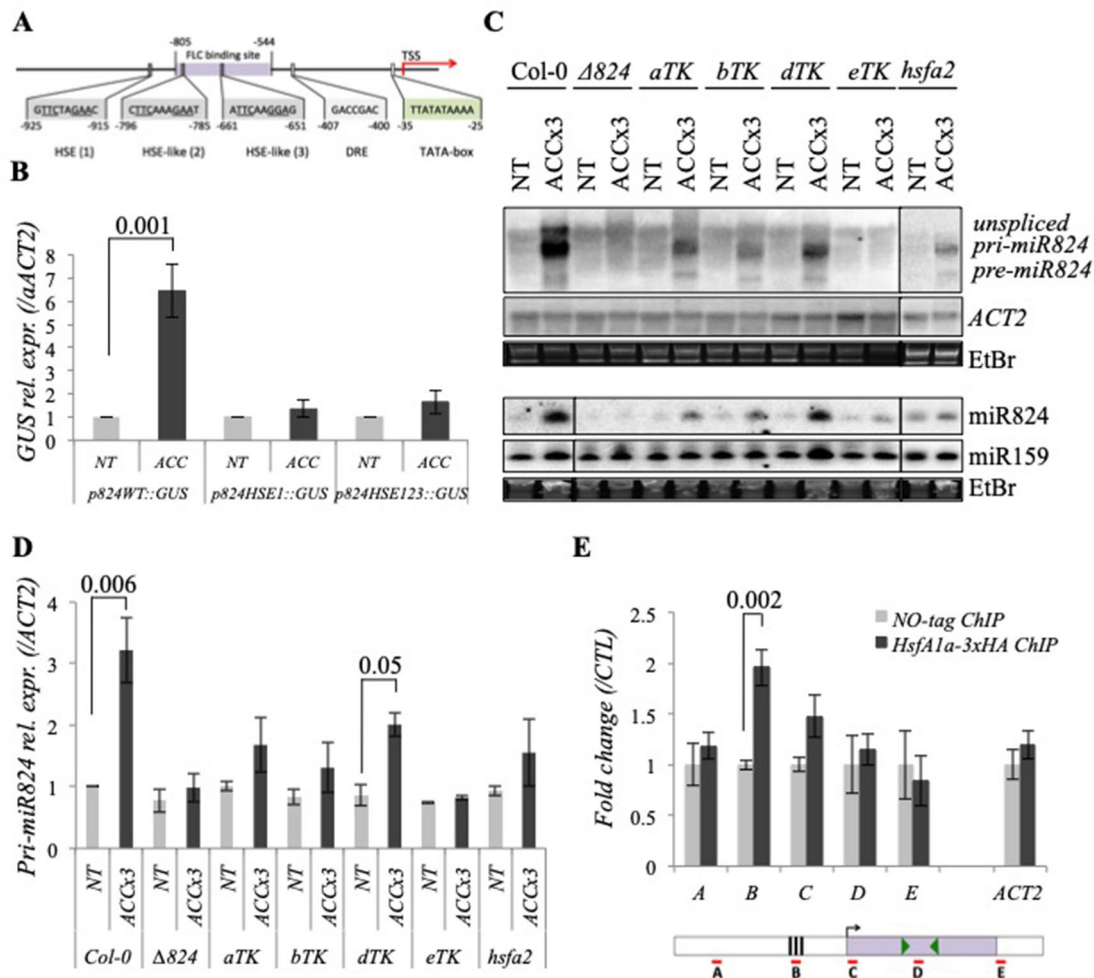 A
-805
-544
FLC binding site
TSS
GTTCTAGAAC
CTTCAAAGAAT
ATTCAAGGAG
GACCGAC
TTATATAAAA
-925
-915
-796
-785
-661
-651
-407
-400
-35
-25
HSE (1)
HSE-like (2)
HSE-like (3)
DRE
TATA-box
B
GUS rel. expr. (/aACT2)
8
7
6
5
4
3
2
1
0
0.001
NT
ACC
NT
ACC
NT
ACC
p824WT::GUS
p824HSE1::GUS
p824HSE123::GUS
C
Col-0
Δ824
aTK
bTK
dTK
eTK
hsfa2
NT
ACCx3
NT
ACCx3
NT
ACCx3
NT
ACCx3
NT
ACCx3
NT
ACCx3
NT
ACCx3
unspliced
pri-miR824
pre-miR824
ACT2
EtBr
miR824
miR159
EtBr
D
Pri-miR824 rel. expr. (/ACT2)
4
3
2
1
0
0.006
0.05
NT
ACCx3
NT
ACCx3
NT
ACCx3
NT
ACCx3
NT
ACCx3
NT
ACCx3
NT
ACCx3
Col-0
Δ824
aTK
bTK
dTK
eTK
hsfa2
E
Fold change (/CTL)
2.5
2
1.5
1
0.5
0
0.002
NO-tag ChIP
HsfA1a-3xHA ChIP
A
B
C
D
E
ACT2
A
B
C
D
E